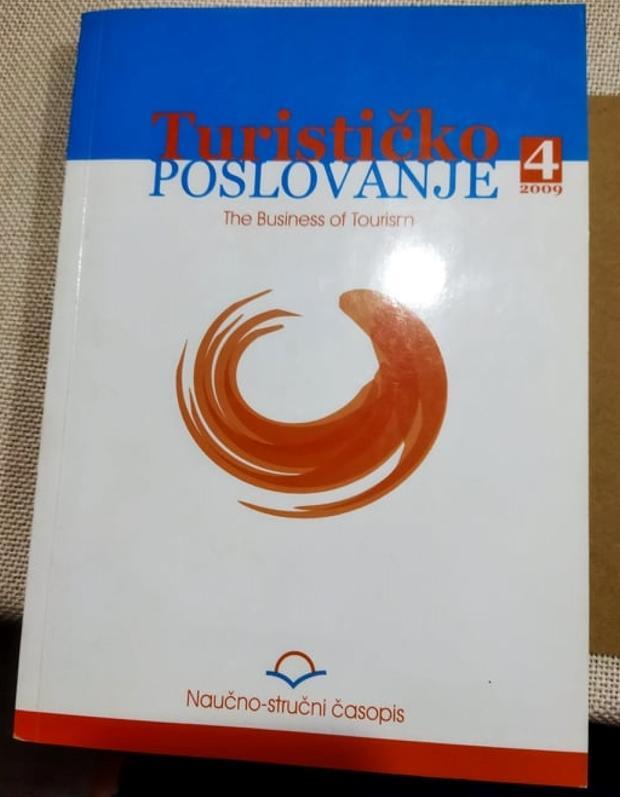 Turističko
POSLOVANJE
4
2009
The Business of Tourism
Naučno-stručni časopis